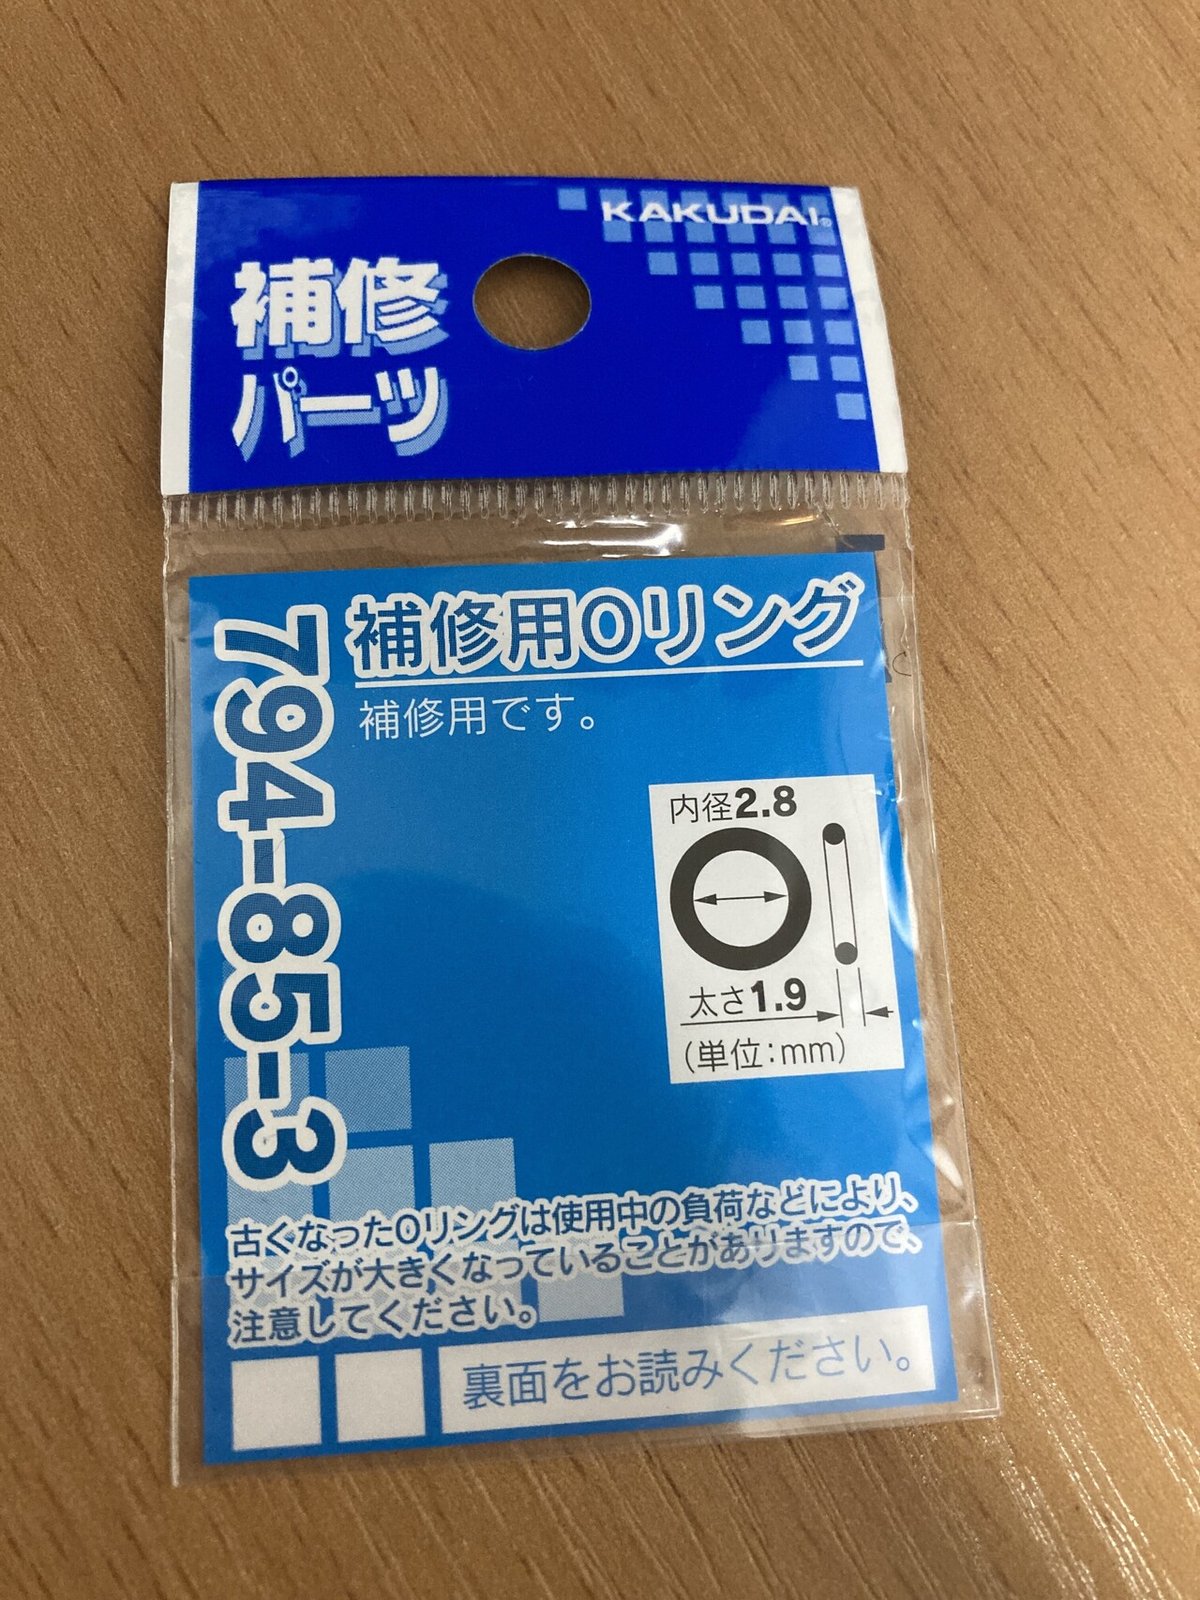 KAKUDAI®
補修
パーツ
補修用Oリング
補修用です。
794-85-3
内径2.8
太さ1.9
(単位:mm)
古くなったOリングは使用中の負荷などにより、
サイズが大きくなっていることがありますので、
注意してください。
裏面をお読みください。